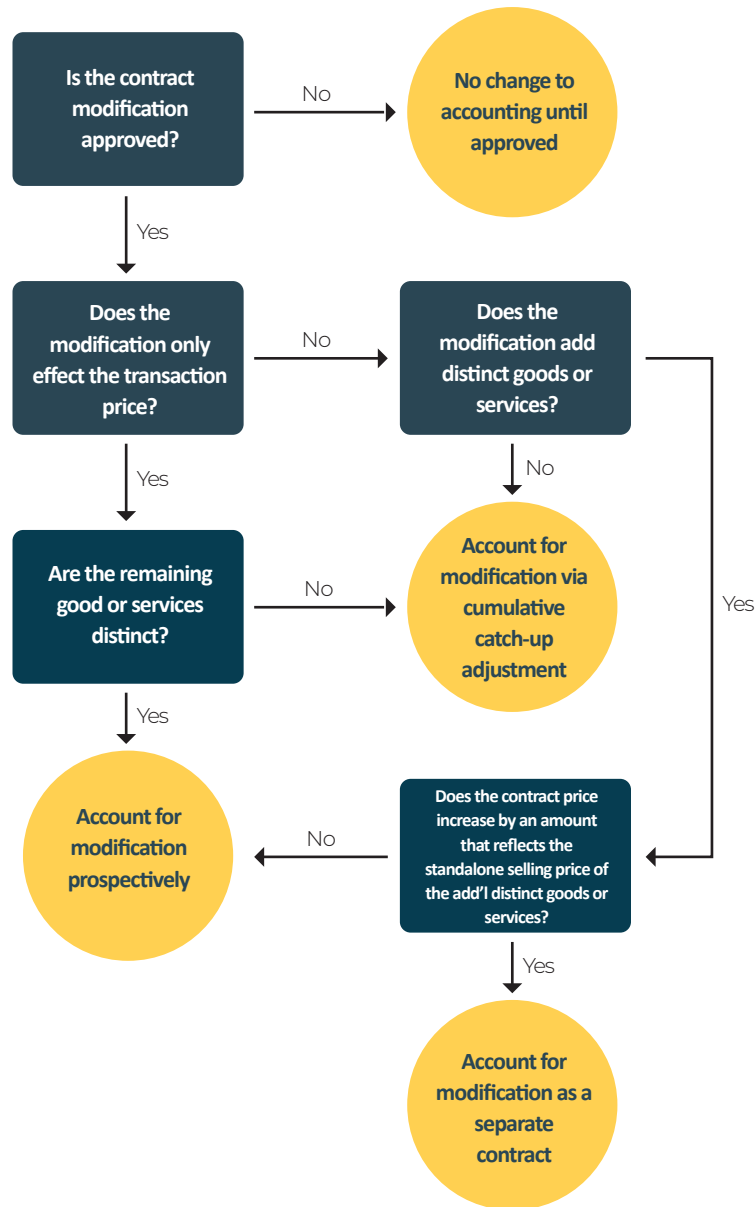 Is the contract
modification
approved?
No
No change to
accounting until
approved
Yes
Does the
modification only
effect the transaction
price?
No
Does the
modification add
distinct goods or
services?
Yes
No
Yes
Are the remaining
good or services
distinct?
No
Account for
modification via
cumulative
catch-up
adjustment
Yes
Account for
modification
prospectively
No
Does the contract price
increase by an amount
that reflects the
standalone selling price of
the add'l distinct goods or
services?
Yes
Account for
modification as a
separate
contract